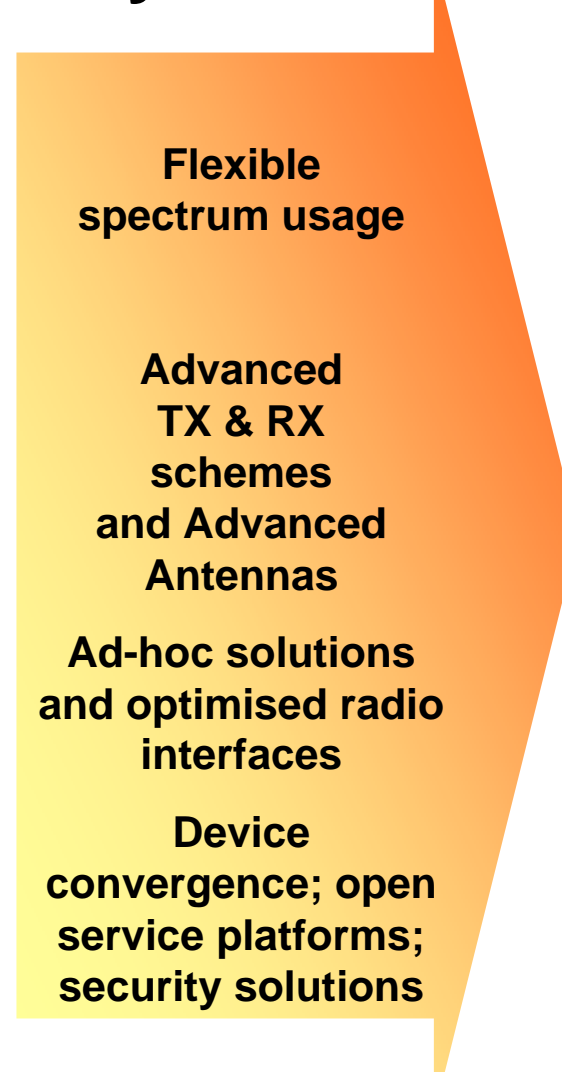 Flexible
spectrum usage
Advanced
TX & RX
schemes
and Advanced
Antennas
Ad-hoc solutions
and optimised radio
interfaces
Device
convergence; open
service platforms;
security solutions